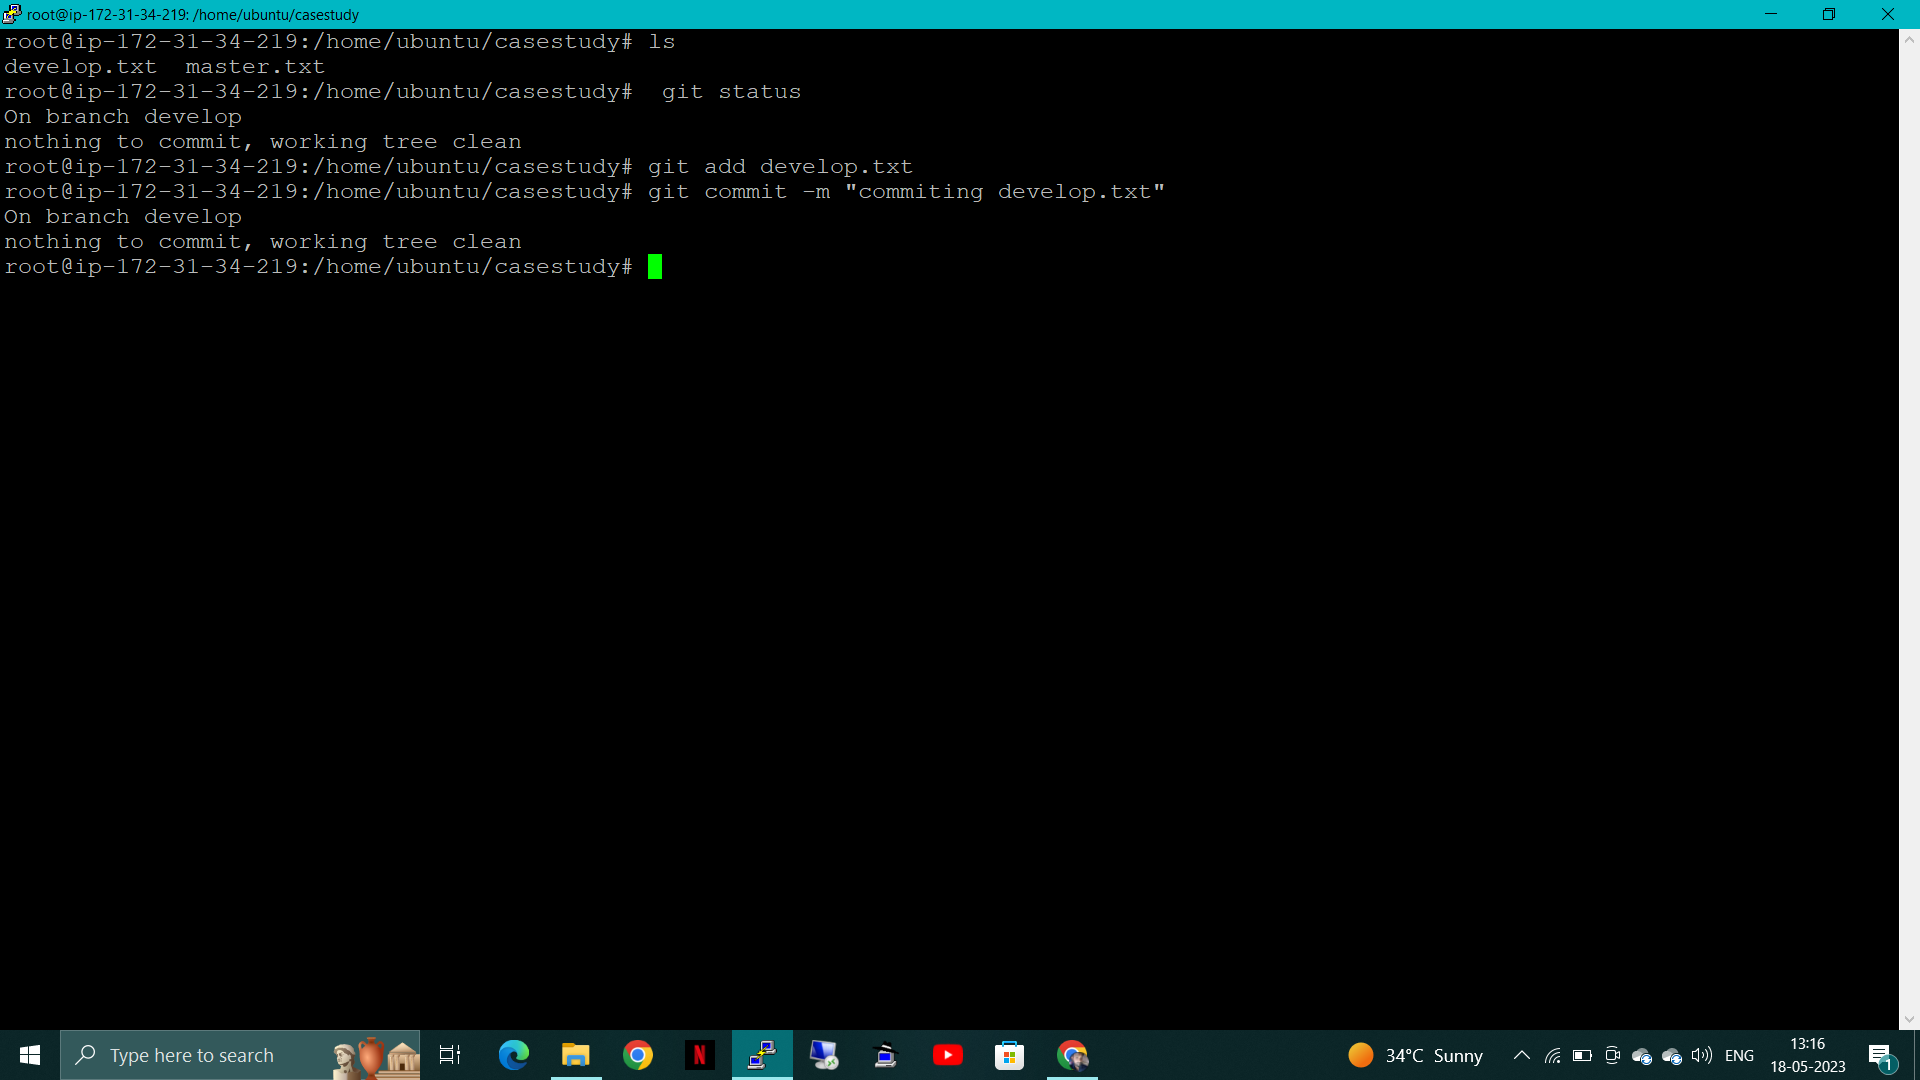 root@ip-172-31-34-219: /home/ubuntu/casestudy
root@ip-172-31-34-219:/home/ubuntu/casestudy# ls
develop.txt  master.txt
root@ip-172-31-34-219:/home/ubuntu/casestudy#  git status
On branch develop
nothing to commit, working tree clean
root@ip-172-31-34-219:/home/ubuntu/casestudy# git add develop.txt
root@ip-172-31-34-219:/home/ubuntu/casestudy# git commit -m "commiting develop.txt"
On branch develop
nothing to commit, working tree clean
root@ip-172-31-34-219:/home/ubuntu/casestudy#
Type here to search
N
34°C Sunny
ENG
13:16
18-05-2023
1